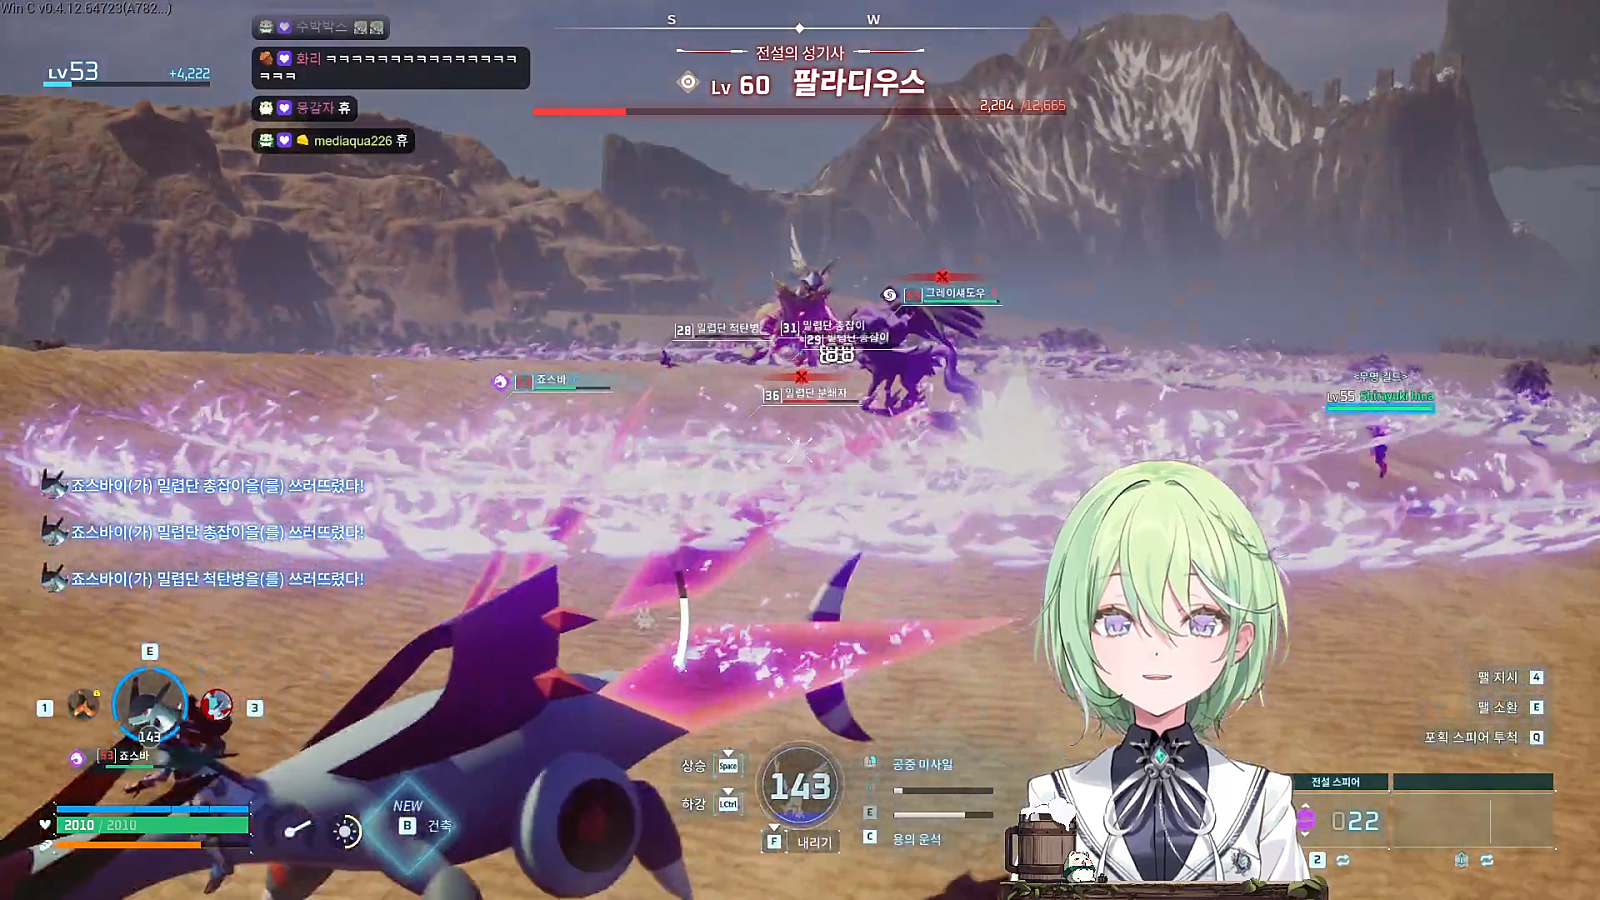 Win C v0.4.12.64723(A782...)
S
W
수박박스
화리 ㅋㅋㅋㅋㅋㅋㅋㅋㅋㅋㅋㅋㅋㅋㅋ
ㅋㅋㅋ
몽감자 휴
mediaqua226 휴
LV 53
+4,222
전설의 성기사
Lv 60 팔라디우스
2,204 /12,665
그레이섀도우
28 밀렵단 척탄병
31 밀렵단 총잡이
29 밀렵단 총잡이
36 밀렵단 분쇄자
죠스바
<무명 길드>
Lv 55 Shirayuki hina
죠스바이(가) 밀렵단 총잡이을(를) 쓰러뜨렸다!
죠스바이(가) 밀렵단 총잡이을(를) 쓰러뜨렸다!
죠스바이(가) 밀렵단 척탄병을(를) 쓰러뜨렸다!
E
1
3
143
53 죠스바
2010 / 2010
NEW
B 건축
상승 Space
하강 LCtrl
143
F 내리기
공중 미사일
E
C 용의 운석
팰 지시 4
팰 소환 E
포획 스피어 투척 Q
전설 스피어
022
2